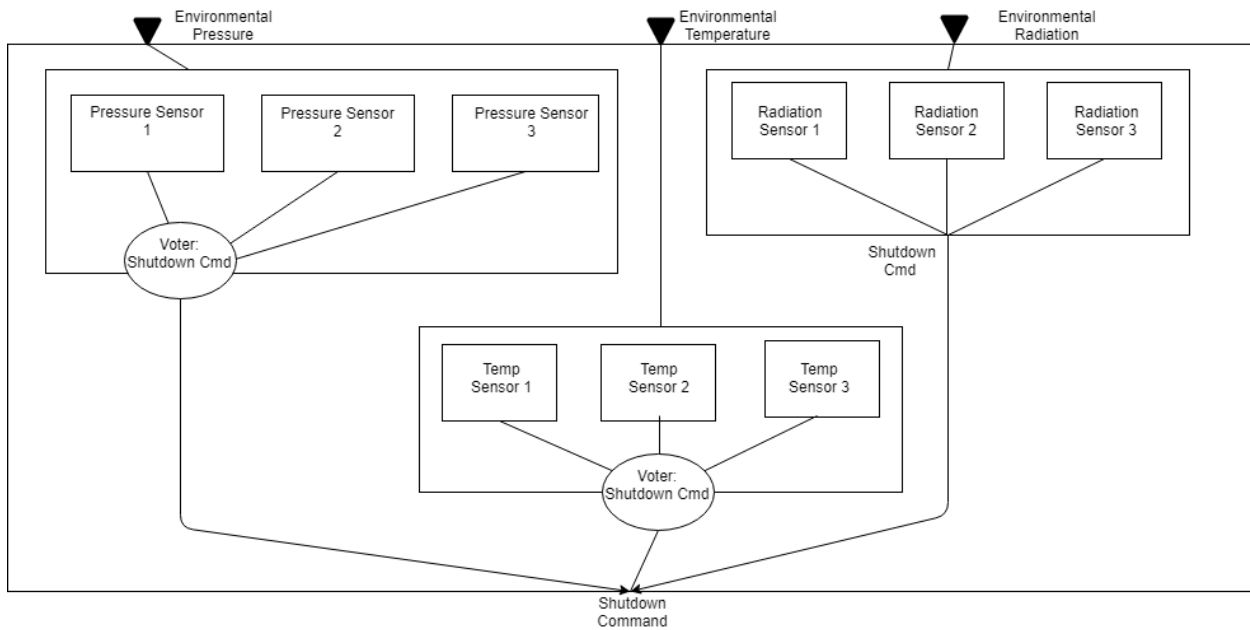 Environmental
Pressure
Environmental
Temperature
Environmental
Radiation
Pressure Sensor
1
Pressure Sensor
2
Pressure Sensor
3
Radiation
Sensor 1
Radiation
Sensor 2
Radiation
Sensor 3
Voter:
Shutdown Cmd
Shutdown
Cmd
Temp
Sensor 1
Temp
Sensor 2
Temp
Sensor 3
Voter:
Shutdown Cmd
Shutdown
Command